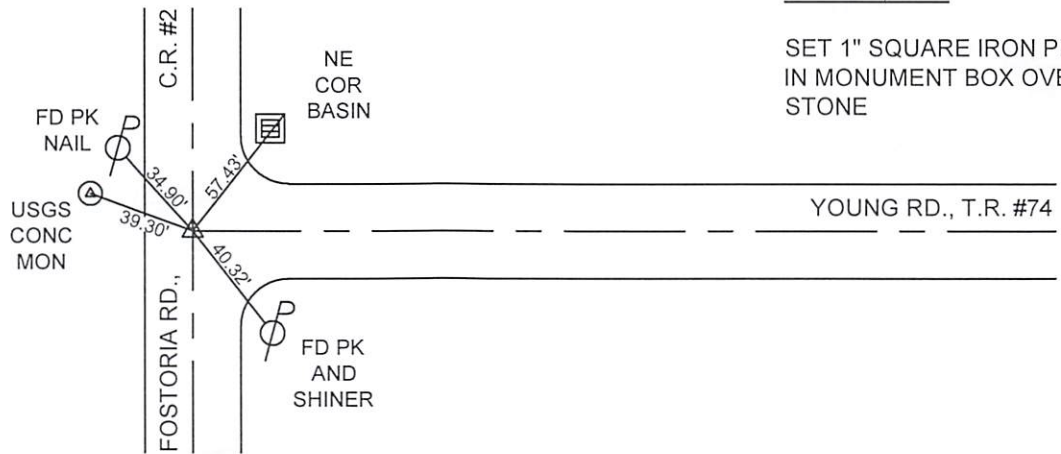 C.R. #2
NE
COR
BASIN
SET 1" SQUARE IRON
IN MONUMENT BOX
STONE
FD PK
NAIL
34.90'
57.43'
USGS
CONC
MON
39.30'
YOUNG RD., T.R. #74
40.32'
FOSTORIA RD.,
FD PK
AND
SHINER